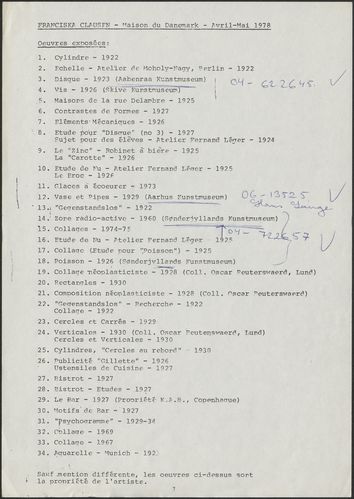 FRANCISKA CLAUSEN - Maison du Danemark - Avril-Mai 1978
Oeuvres exposées:
1. Cylindre - 1922
2. Echelle - Atelier de Moholy-Nagy, Berlin - 1922
3. Disque - 1923 (Aabenraa Kunstmuseum) 04-622645.
4. Vis - 1926 (Skive Kunstmuseum)
5. Maisons de la rue Delambre - 1925
6. Contrastes de Formes - 1927
7. Eléments Mécaniques - 1926
8. Etude pour "Disque" (no 3) - 1927
Sujet pour des élèves - Atelier Fernand Léger - 1924
9. Le "Zinc" - Robinet à bière - 1925
La "Carotte" - 1926
10. Etude de Nu - Atelier Fernand Léger - 1925
Le Broc - 1926
11. Glaces à écoeurer - 1973
12. Vase et Pipes - 1929 (Aarhus Kunstmuseum) 06-13525
13. "Gegenstandslos" - 1922 Hans Lange
14. Zone radio-active - 1960 (Sønderjyllands Kunstmuseum)
15. Collages - 1974-75 04-722657
16. Etude de Nu - Atelier Fernand Léger - 1925
17. Collage (Etude pour "Poisson") - 1925
18. Poisson - 1926 (Sønderjyllands Kunstmuseum)
19. Collage néoplasticiste - 1928 (Coll. Oscar Reuterswaerd, Lund)
20. Rectangles - 1930
21. Composition néoplasticiste - 1928 (Coll. Oscar Reuterswaerd)
22. "Gegenstandslos" - Recherche - 1922
Collage - 1922
23. Cercles et Carrés - 1929
24. Verticales - 1930 (Coll. Oscar Reuterswaerd, Lund)
Cercles et Verticales - 1930
25. Cylindres, "Cercles au rebord" - 1930
26. Publicité "Gillette" - 1926
Ustensiles de Cuisine - 1927
27. Bistrot - 1927
28. Bistrot - Etudes - 1927
29. Le Bar - 1927 (Propriété K.A.B., Copenhague)
30. Motifs de Bar - 1927
31. "Psychogramme" - 1929-38
32. Collage - 1969
33. Collage - 1967
34. Aquarelle - Munich -
Sauf mention différente, les oeuvres ci-dessus sont
la propriété de l'artiste.